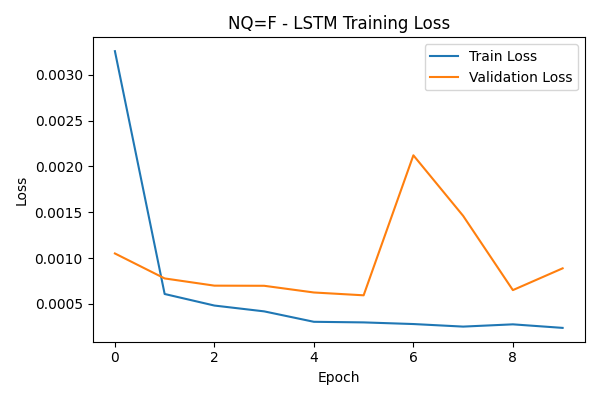 NQ=F - LSTM Training Loss
Train Loss
Validation Loss
0.0030
0.0025
0.0020
0.0015
0.0010
0.0005
Loss
0 2 4 6 8
Epoch